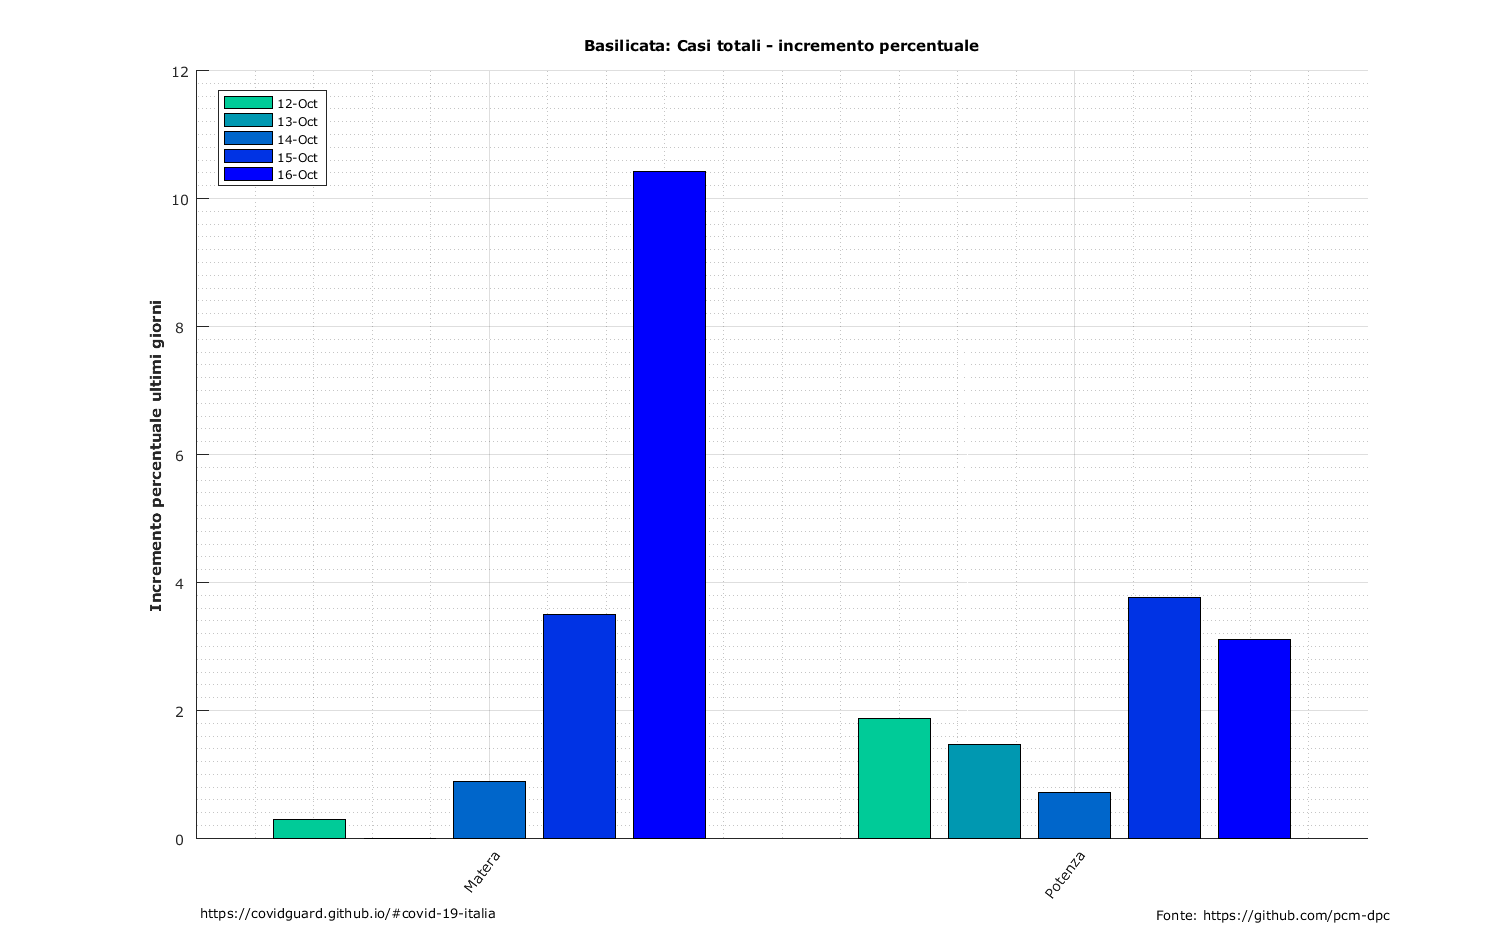 Basilicata: Casi totali - incremento percentuale
12
10
8
6
4
2
0
Incremento percentuale ultimi giorni
12-Oct
13-Oct
14-Oct
15-Oct
16-Oct
Matera
Potenza
https://covidguard.github.io/#covid-19-italia
Fonte: https://github.com/pcm-dpc